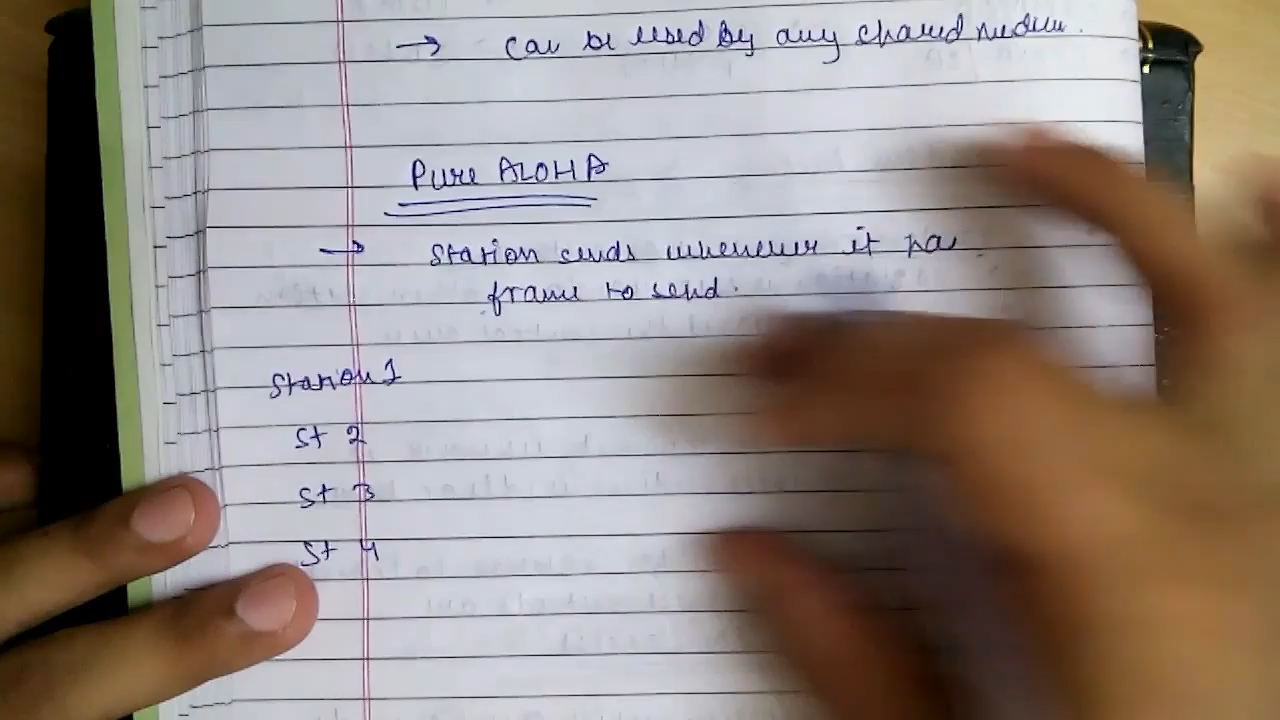 → Can be used by any shared medium.
Pure ALOHA
→ Station sends whenever it has
frame to send.
Station 1
St 2
St 3
St 4